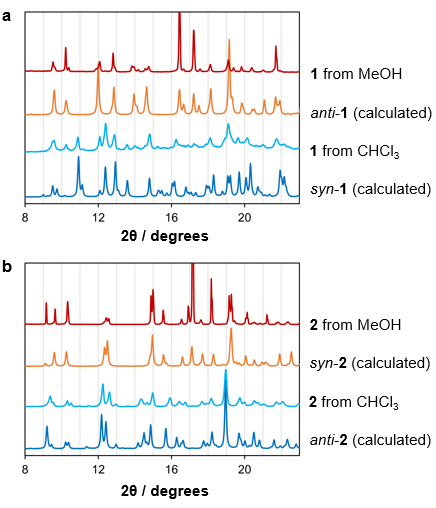 a
1 from MeOH
anti-1 (calculated)
1 from CHCl₃
syn-1 (calculated)
8 12 16 20
2θ / degrees
b
2 from MeOH
syn-2 (calculated)
2 from CHCl₃
anti-2 (calculated)
8 12 16 20
2θ / degrees